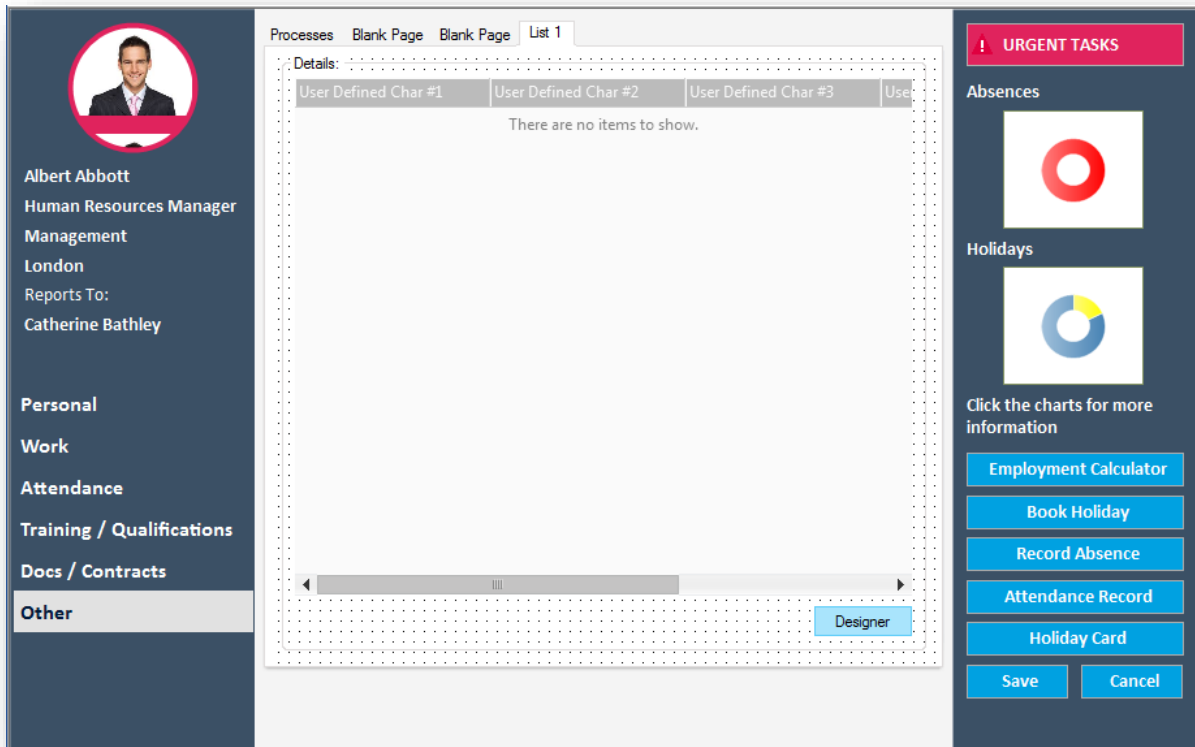 Albert Abbott
Human Resources Manager
Management
London
Reports To:
Catherine Bathley
Personal
Work
Attendance
Training / Qualifications
Docs / Contracts
Other
Processes Blank Page Blank Page List 1
Details:
User Defined Char #1 User Defined Char #2 User Defined Char #3 Use
There are no items to show.
Designer
! URGENT TASKS
Absences
Holidays
Click the charts for more
information
Employment Calculator
Book Holiday
Record Absence
Attendance Record
Holiday Card
Save Cancel